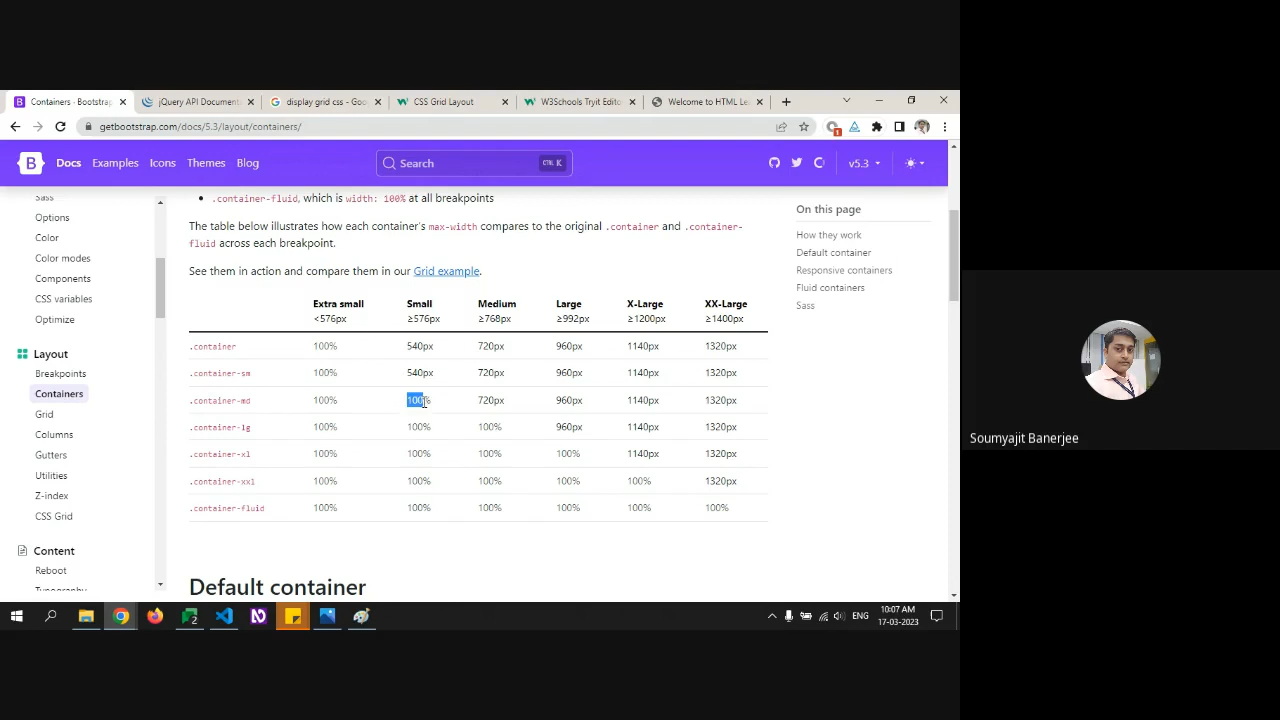 Containers · Bootstrap
jQuery API Document
display grid css - Goo
CSS Grid Layout
W3Schools Tryit Editor
Welcome to HTML Le
getbootstrap.com/docs/5.3/layout/containers/
B
Docs
Examples
Icons
Themes
Blog
Search
CTRL K
v5.3
Sass
Options
Color
Color modes
Components
CSS variables
Optimize
Layout
Breakpoints
Containers
Grid
Columns
Gutters
Utilities
Z-index
CSS Grid
Content
Reboot
Typography
.container-fluid, which is width: 100% at all breakpoints
The table below illustrates how each container's max-width compares to the original .container and .container-
fluid across each breakpoint.
See them in action and compare them in our Grid example.
Extra small Small Medium Large X-Large XX-Large
<576px ≥576px ≥768px ≥992px ≥1200px ≥1400px
.container 100% 540px 720px 960px 1140px 1320px
.container-sm 100% 540px 720px 960px 1140px 1320px
.container-md 100% 100% 720px 960px 1140px 1320px
.container-lg 100% 100% 100% 960px 1140px 1320px
.container-xl 100% 100% 100% 100% 1140px 1320px
.container-xxl 100% 100% 100% 100% 100% 1320px
.container-fluid 100% 100% 100% 100% 100% 100%
Default container
On this page
How they work
Default container
Responsive containers
Fluid containers
Sass
ENG
10:07 AM
17-03-2023
Soumyajit Banerjee